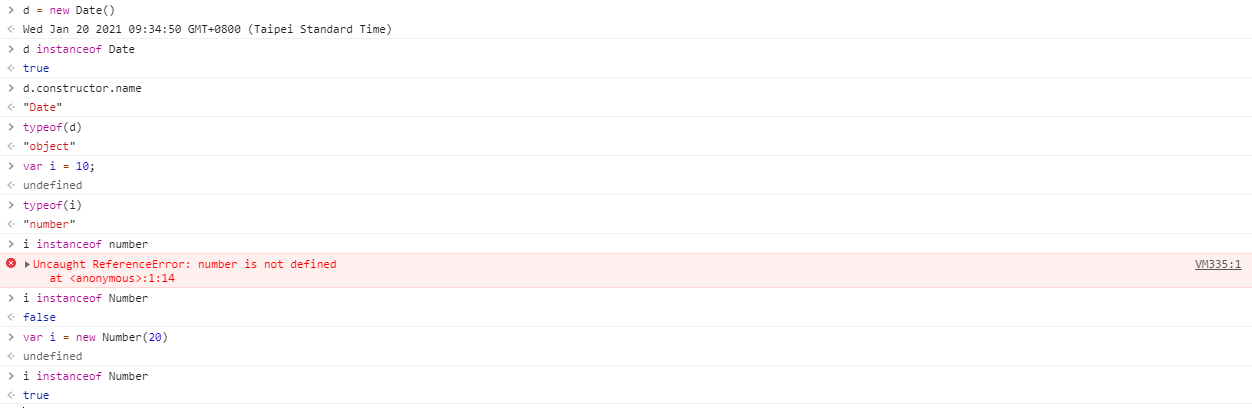 > d = new Date()
< Wed Jan 20 2021 09:34:50 GMT+0800 (Taipei Standard Time)
> d instanceof Date
< true
> d.constructor.name
< "Date"
> typeof(d)
< "object"
> var i = 10;
< undefined
> typeof(i)
< "number"
> i instanceof number
Uncaught ReferenceError: number is not defined VM335:1
at <anonymous>:1:14
> i instanceof Number
< false
> var i = new Number(20)
< undefined
> i instanceof Number
< true